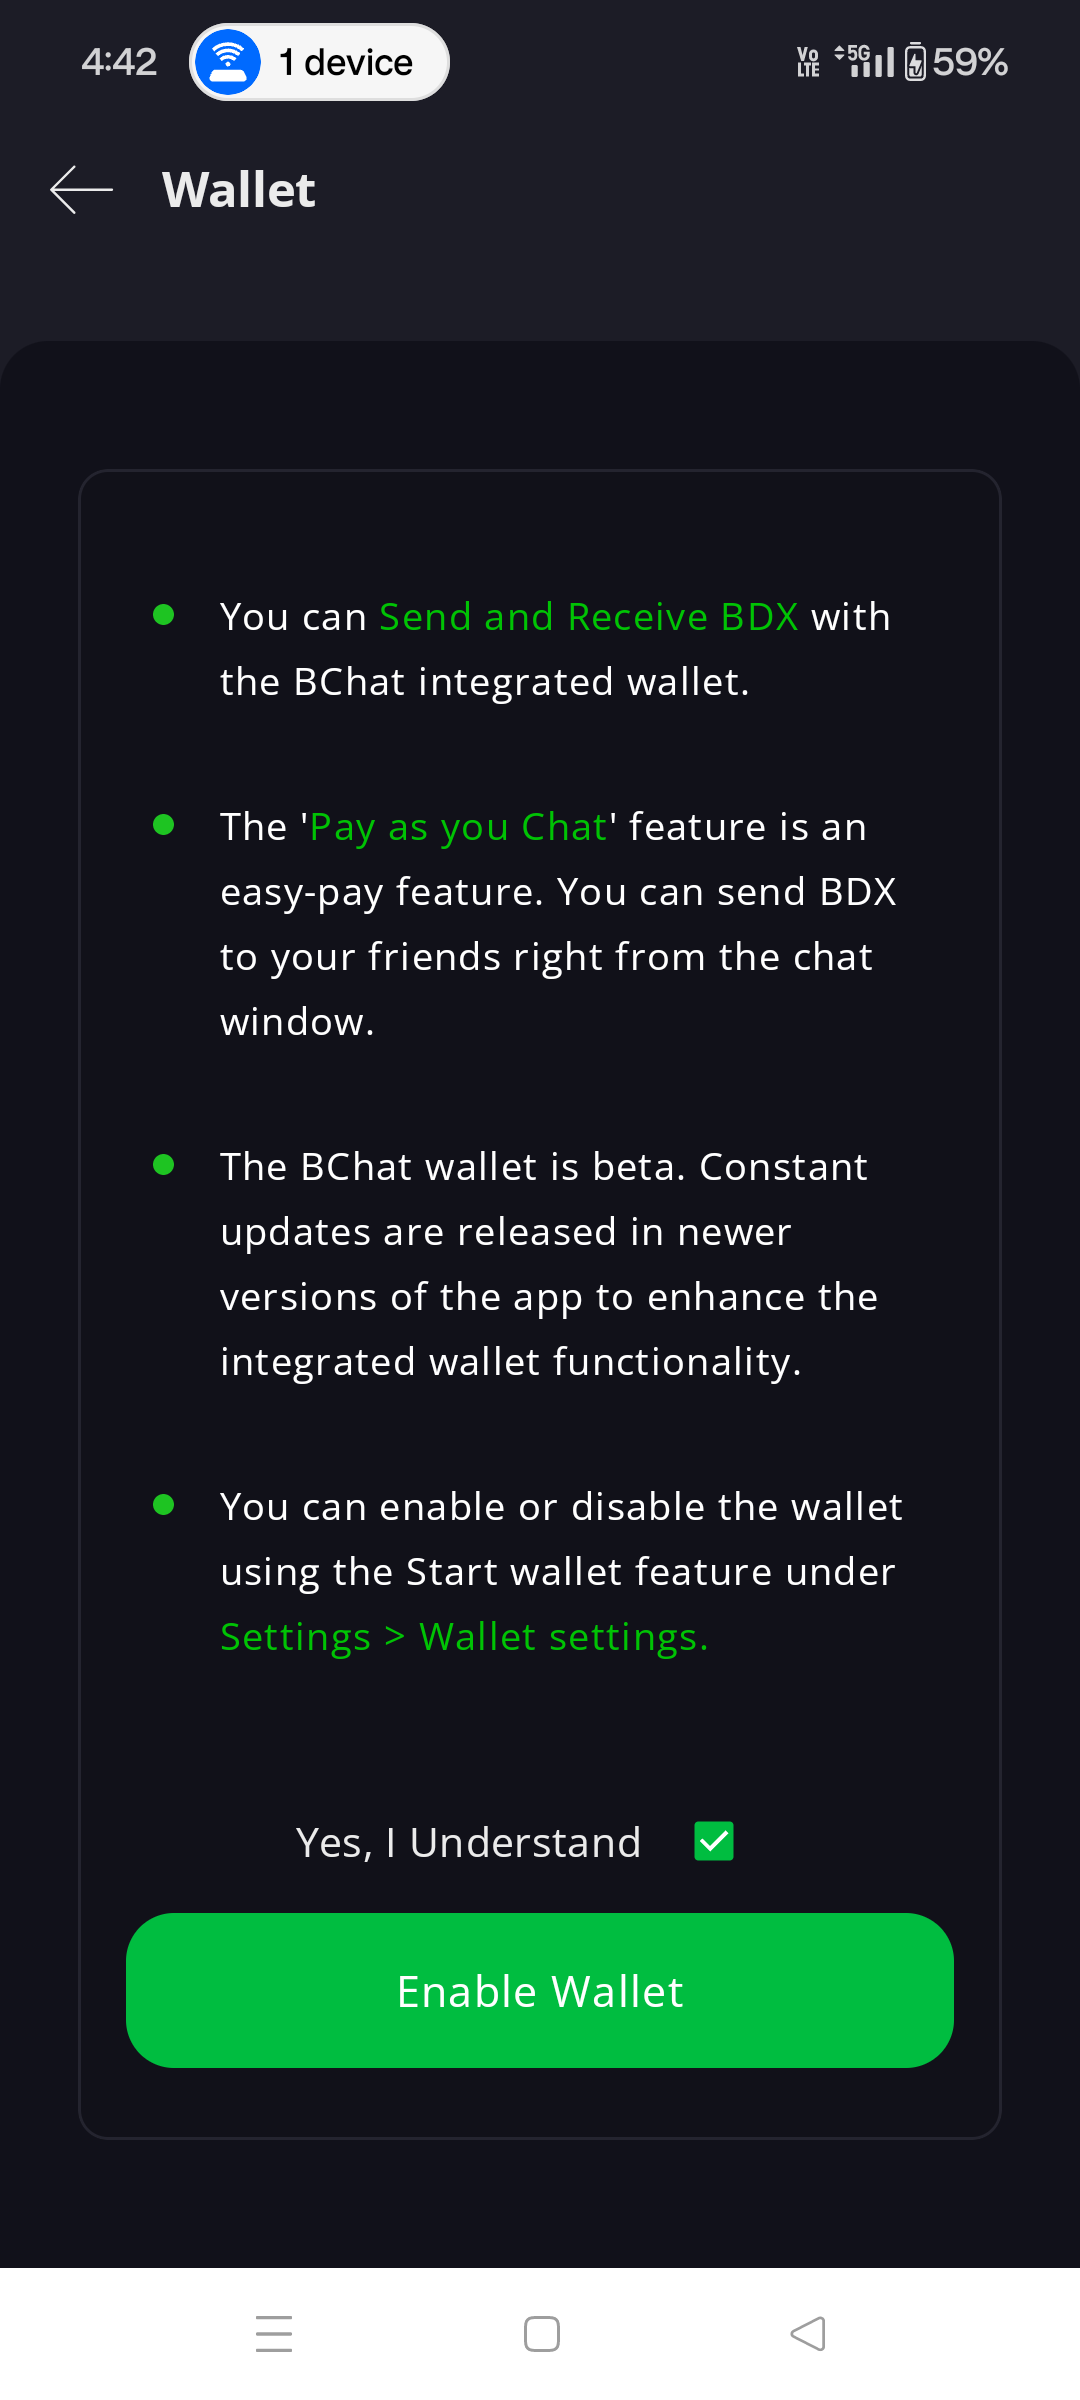 4:42
1 device
Vo LTE 5G 59%
Wallet
You can Send and Receive BDX with
the BChat integrated wallet.
The 'Pay as you Chat' feature is an
easy-pay feature. You can send BDX
to your friends right from the chat
window.
The BChat wallet is beta. Constant
updates are released in newer
versions of the app to enhance the
integrated wallet functionality.
You can enable or disable the wallet
using the Start wallet feature under
Settings > Wallet settings.
Yes, I Understand
Enable Wallet